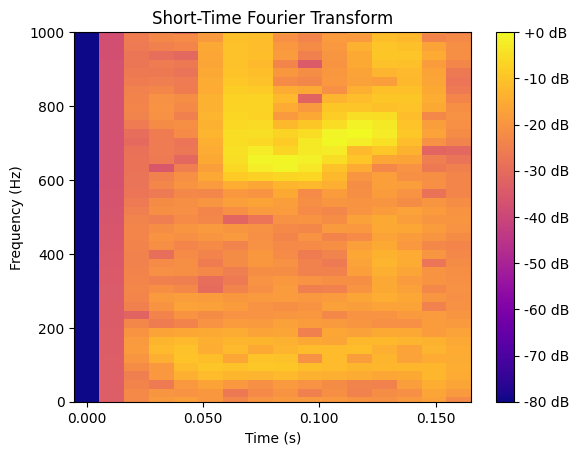 Short-Time Fourier Transform
1000
800
600
400
200
0
Frequency (Hz)
0.000
0.050
0.100
0.150
Time (s)
+0 dB
-10 dB
-20 dB
-30 dB
-40 dB
-50 dB
-60 dB
-70 dB
-80 dB